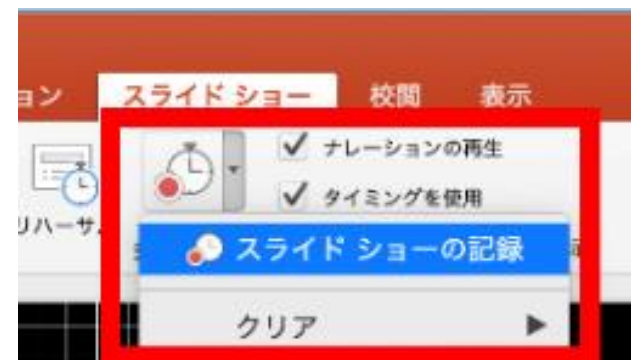 ョン スライド ショー 校閲 表示
ナレーションの再生
リハーサ タイミングを使用
スライド ショーの記録
クリア